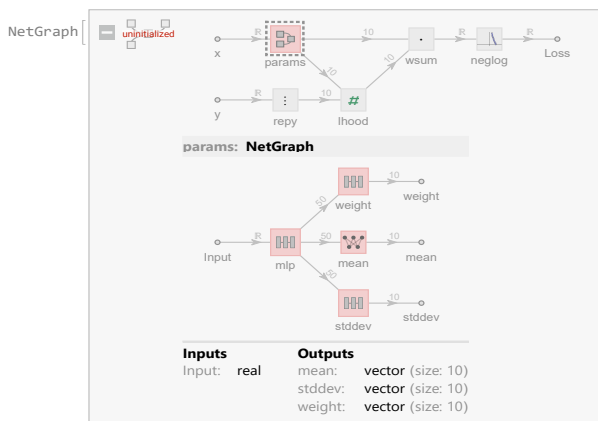 NetGraph
uninitialized
x
ℝ
params
10
wsum
ℝ
neglog
ℝ
Loss
10
10
y
ℝ
repy
10
#
lhood
params: NetGraph
50
weight
10
weight
Input
ℝ
mlp
50
mean
10
mean
50
stddev
10
stddev
Inputs Outputs
Input: real mean: vector (size: 10)
stddev: vector (size: 10)
weight: vector (size: 10)